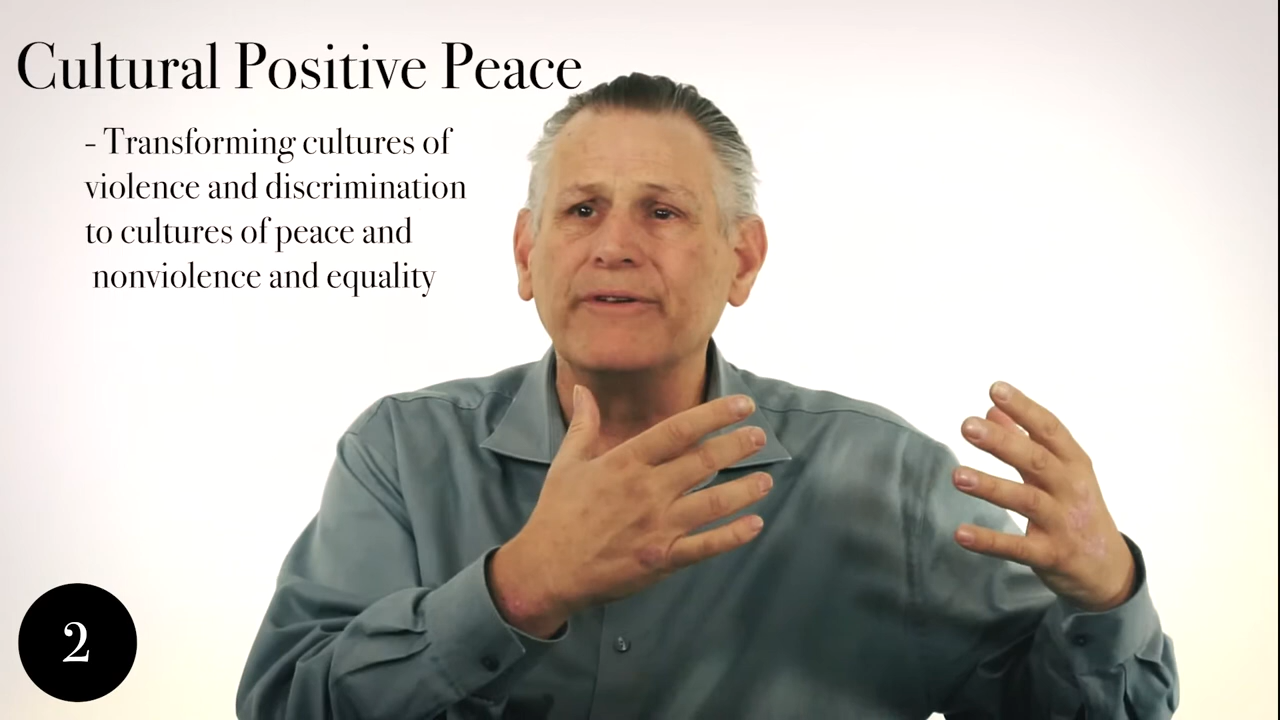 Cultural Positive Peace
- Transforming cultures of
violence and discrimination
to cultures of peace and
nonviolence and equality
2